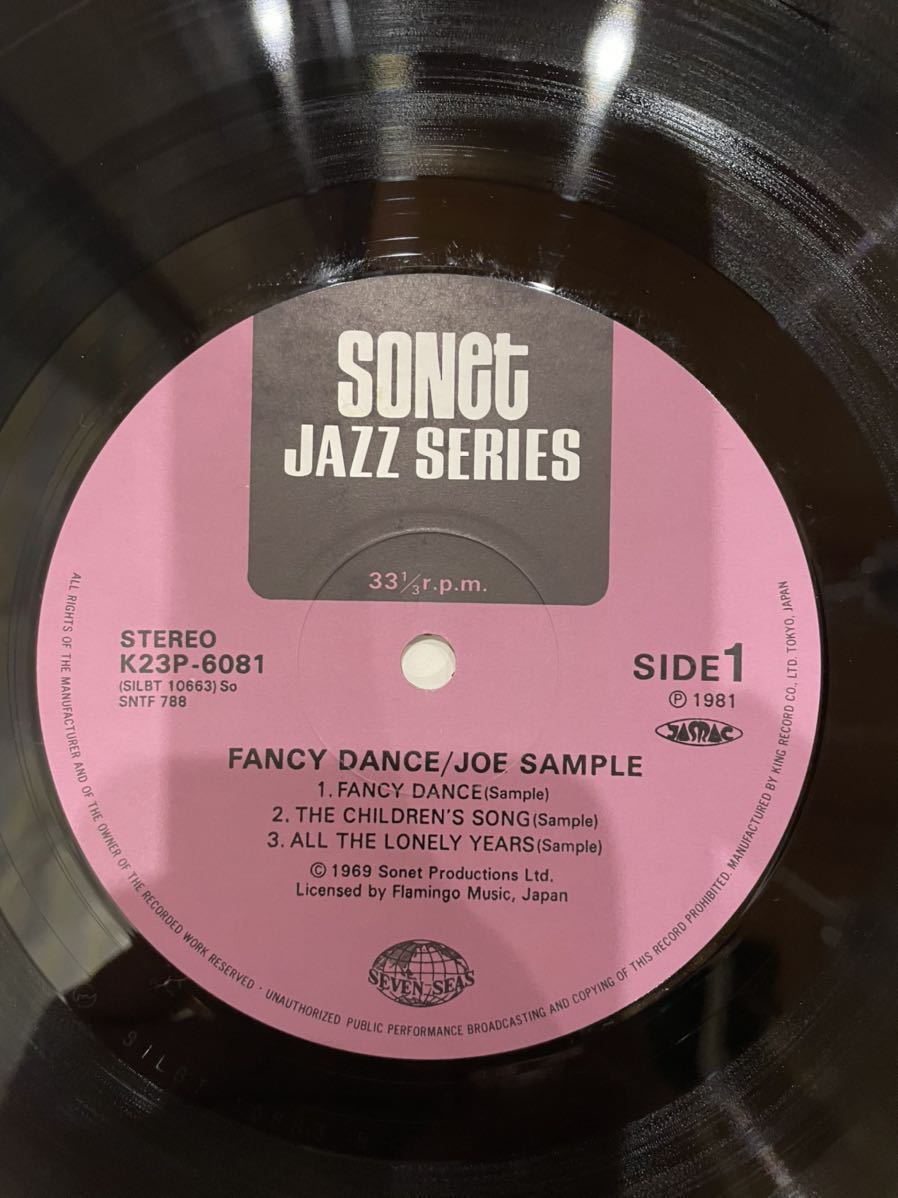 SONet
JAZZ SERIES
33⅓r.p.m.
STEREO
K23P-6081
(SILBT 10663) So
SNTF 788
SIDE1
Ⓟ 1981
JASRAC
FANCY DANCE/JOE SAMPLE
1. FANCY DANCE(Sample)
2. THE CHILDREN'S SONG(Sample)
3. ALL THE LONELY YEARS(Sample)
© 1969 Sonet Productions Ltd.
Licensed by Flamingo Music, Japan
SEVEN-SEAS
ALL RIGHTS OF THE MANUFACTURER AND OF THE OWNER OF THE RECORDED WORK RESERVED · UNAUTHORIZED PUBLIC PERFORMANCE BROADCASTING AND COPYING OF THIS RECORD PROHIBITED. MANUFACTURED BY KING RECORD CO., LTD. TOKYO, JAPAN